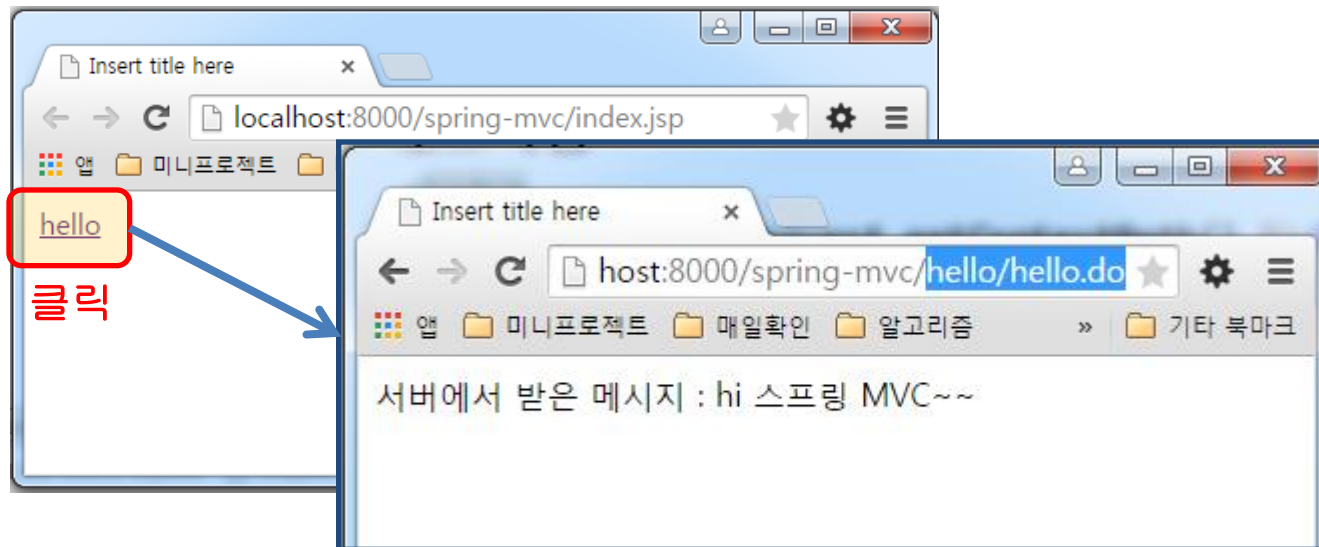 Insert title here
localhost:8000/spring-mvc/index.jsp
앱 미니프로젝트
hello
클릭
Insert title here
host:8000/spring-mvc/hello/hello.do
앱 미니프로젝트 매일확인 알고리즘 » 기타 북마크
서버에서 받은 메시지 : hi 스프링 MVC~~